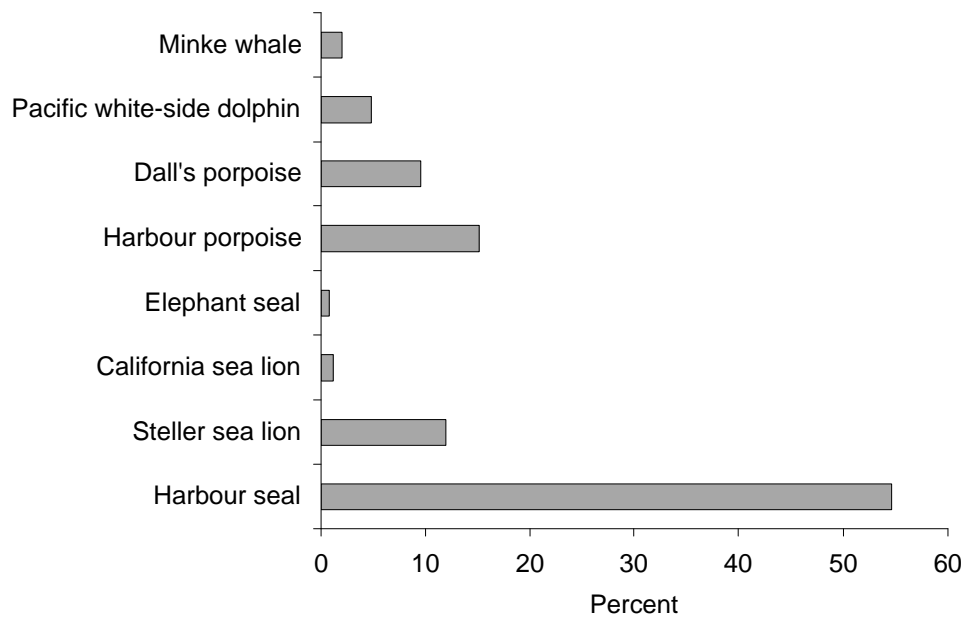 Minke whale
Pacific white-side dolphin
Dall's porpoise
Harbour porpoise
Elephant seal
California sea lion
Steller sea lion
Harbour seal
0 10 20 30 40 50 60
Percent